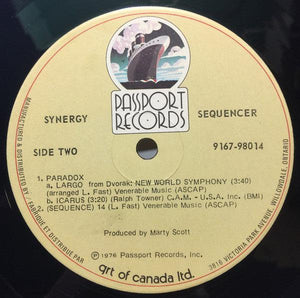 PASSPORT
RECORDS
SYNERGY
SEQUENCER
SIDE TWO
9167-98014
1. PARADOX
a. LARGO from Dvorak: NEW WORLD SYMPHONY (3:40)
(arranged L. Fast) Venerable Music (ASCAP)
b. ICARUS (3:20) (Ralph Towner) C.A.M. - U.S.A. Inc. (BMI)
2. (SEQUENCE) 14 (L. Fast) Venerable Music (ASCAP)
Produced by Marty Scott
℗ 1976 Passport Records, Inc.
qrt of canada ltd.
MANUFACTURED & DISTRIBUTED BY / FABRIQUE ET DISTRIBUE PAR
3816 VICTORIA PARK AVENUE, WILLOWDALE, ONTARIO